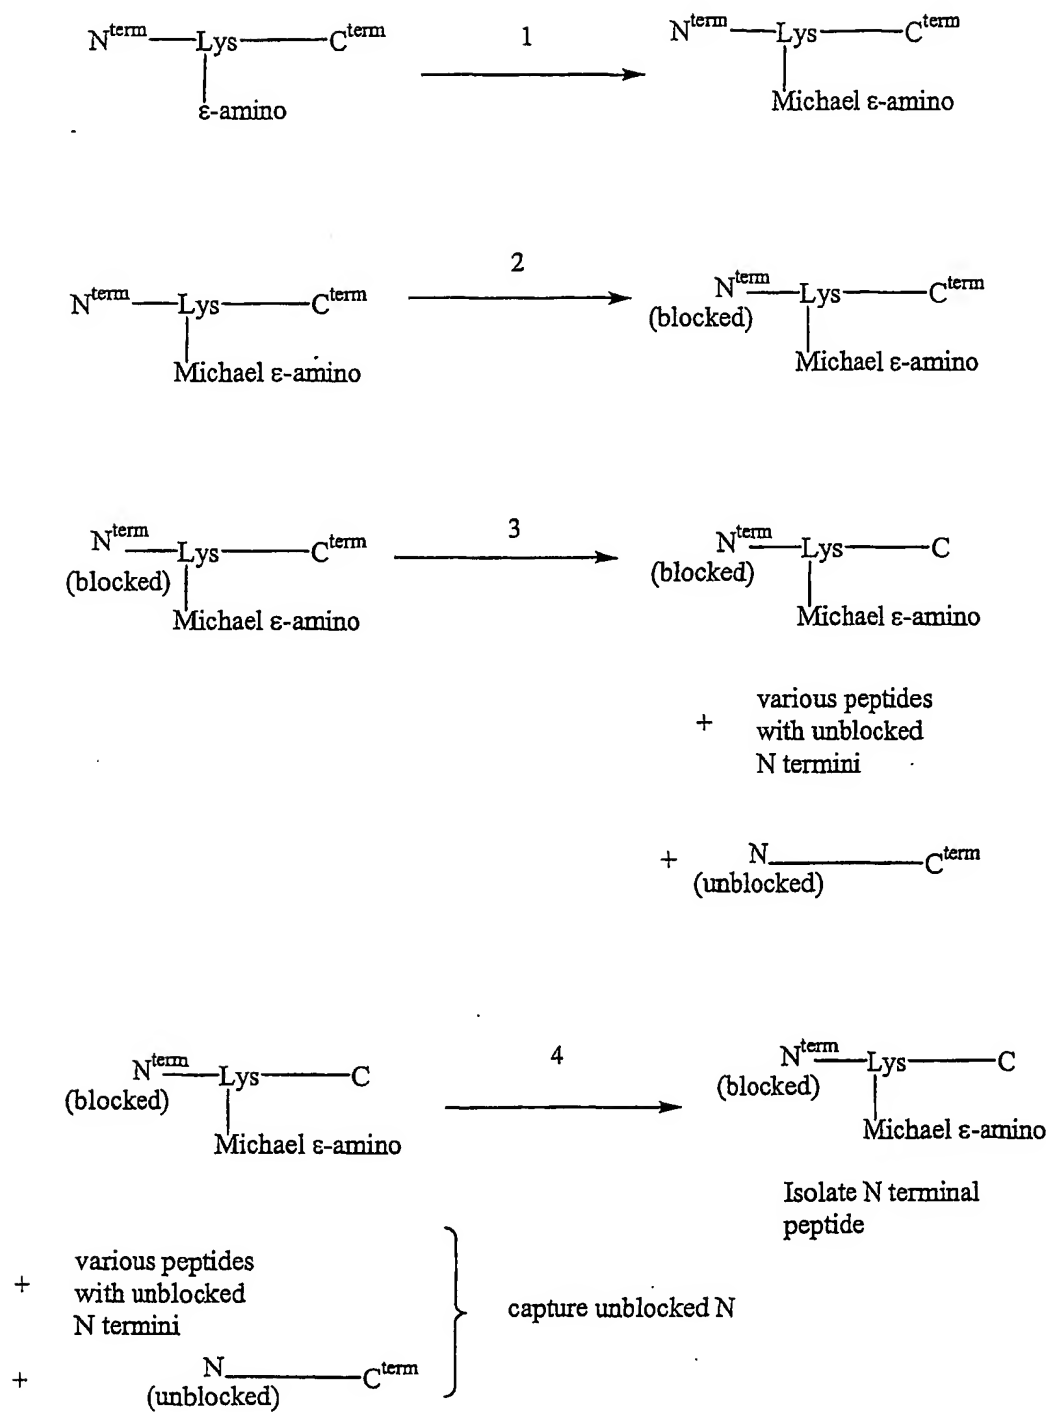 N^term Lys C^term 1 N^term Lys C^term
ε-amino Michael ε-amino
2
N^term Lys C^term N^term Lys C^term
(blocked)
Michael ε-amino Michael ε-amino
3
N^term Lys C^term N^term Lys C
(blocked) (blocked)
Michael ε-amino Michael ε-amino
+ various peptides
with unblocked
N termini
+ N C^term
(unblocked)
4
N^term Lys C N^term Lys C
(blocked) (blocked)
Michael ε-amino Michael ε-amino
Isolate N terminal
peptide
+ various peptides
with unblocked
N termini
capture unblocked N
+ N C^term
(unblocked)